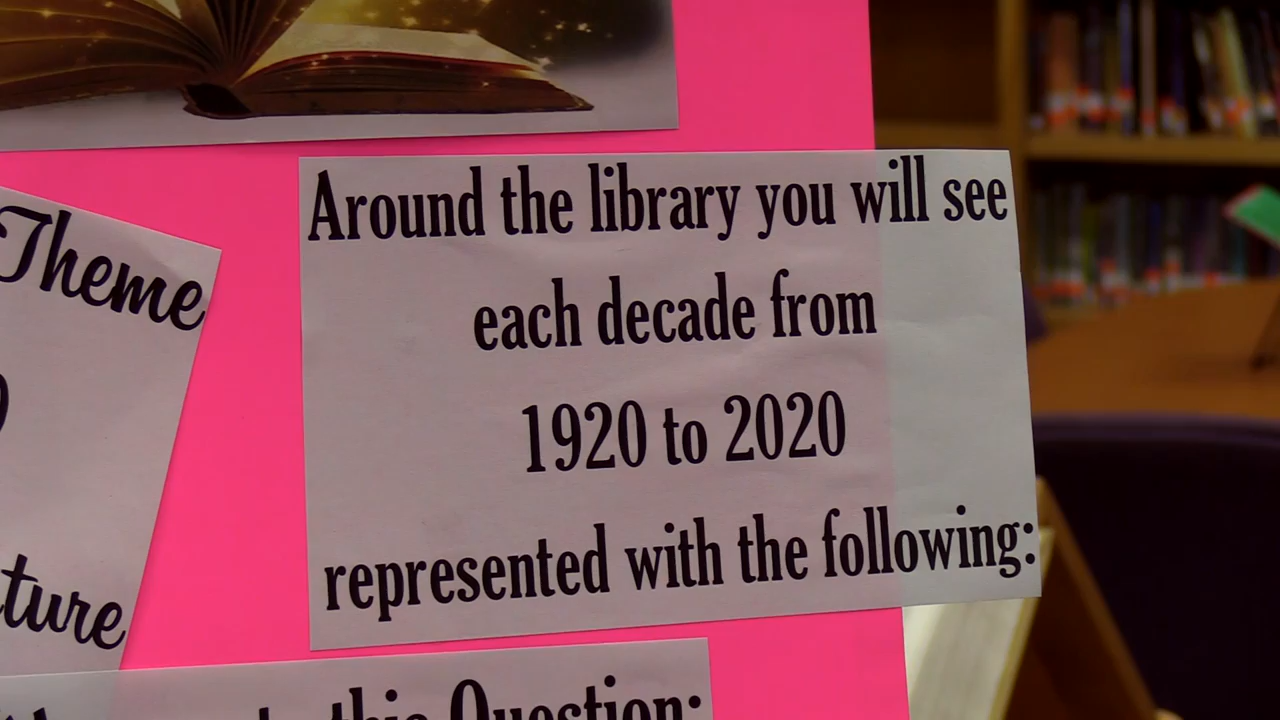 Theme
Around the library you will see
each decade from
1920 to 2020
represented with the following:
this Question: